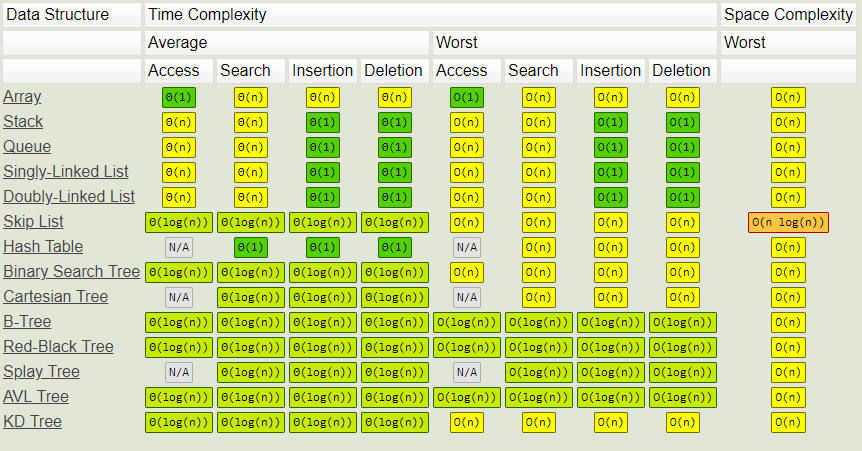 Data Structure Time Complexity Space Complexity
Average Worst Worst
Access Search Insertion Deletion Access Search Insertion Deletion
Array Θ(1) Θ(n) Θ(n) Θ(n) O(1) O(n) O(n) O(n) O(n)
Stack Θ(n) Θ(n) Θ(1) Θ(1) O(n) O(n) O(1) O(1) O(n)
Queue Θ(n) Θ(n) Θ(1) Θ(1) O(n) O(n) O(1) O(1) O(n)
Singly-Linked List Θ(n) Θ(n) Θ(1) Θ(1) O(n) O(n) O(1) O(1) O(n)
Doubly-Linked List Θ(n) Θ(n) Θ(1) Θ(1) O(n) O(n) O(1) O(1) O(n)
Skip List Θ(log(n)) Θ(log(n)) Θ(log(n)) Θ(log(n)) O(n) O(n) O(n) O(n) O(n log(n))
Hash Table N/A Θ(1) Θ(1) Θ(1) N/A O(n) O(n) O(n) O(n)
Binary Search Tree Θ(log(n)) Θ(log(n)) Θ(log(n)) Θ(log(n)) O(n) O(n) O(n) O(n) O(n)
Cartesian Tree N/A Θ(log(n)) Θ(log(n)) Θ(log(n)) N/A O(n) O(n) O(n) O(n)
B-Tree Θ(log(n)) Θ(log(n)) Θ(log(n)) Θ(log(n)) O(log(n)) O(log(n)) O(log(n)) O(log(n)) O(n)
Red-Black Tree Θ(log(n)) Θ(log(n)) Θ(log(n)) Θ(log(n)) O(log(n)) O(log(n)) O(log(n)) O(log(n)) O(n)
Splay Tree N/A Θ(log(n)) Θ(log(n)) Θ(log(n)) N/A O(log(n)) O(log(n)) O(log(n)) O(n)
AVL Tree Θ(log(n)) Θ(log(n)) Θ(log(n)) Θ(log(n)) O(log(n)) O(log(n)) O(log(n)) O(log(n)) O(n)
KD Tree Θ(log(n)) Θ(log(n)) Θ(log(n)) Θ(log(n)) O(n) O(n) O(n) O(n) O(n)